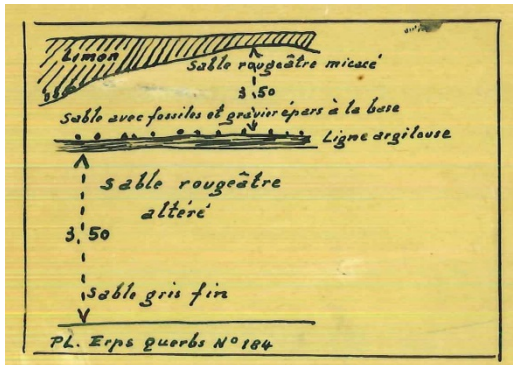 Limon
Sable rougeâtre micacé
3,50
Sable avec fossiles et gravier épars à la base
Ligne argileuse
Sable rougeâtre
altéré
3,50
Sable gris fin
PL. Erps Querbs N° 184